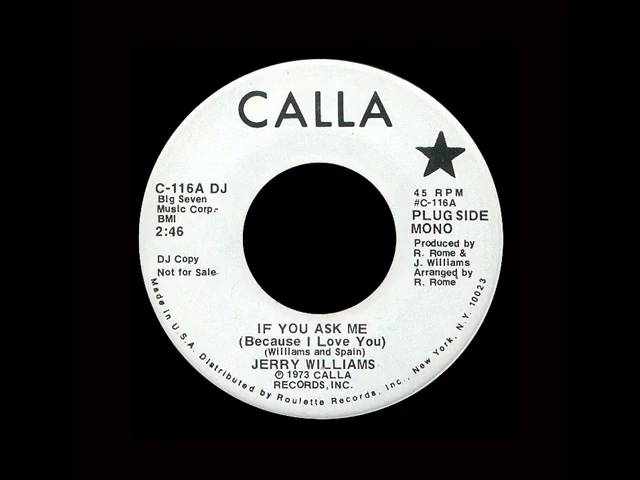 CALLA
C-116A DJ
Big Seven
Music Corp.
BMI
2:46
DJ Copy
Not for Sale
45 RPM
#C-116A
PLUG SIDE
MONO
Produced by
R. Rome &
J. Williams
Arranged by
R. Rome
IF YOU ASK ME
(Because I Love You)
(Williams and Spain)
JERRY WILLIAMS
℗ 1973 CALLA
RECORDS, INC.
Made in U.S.A. Distributed by Roulette Records, Inc., New York, N.Y. 10023